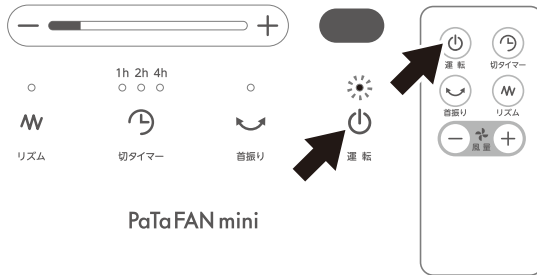 1h 2h 4h
リズム
切タイマー
首振り
運 転
PaTaFAN mini
運 転
切タイマー
首振り
リズム
風 量